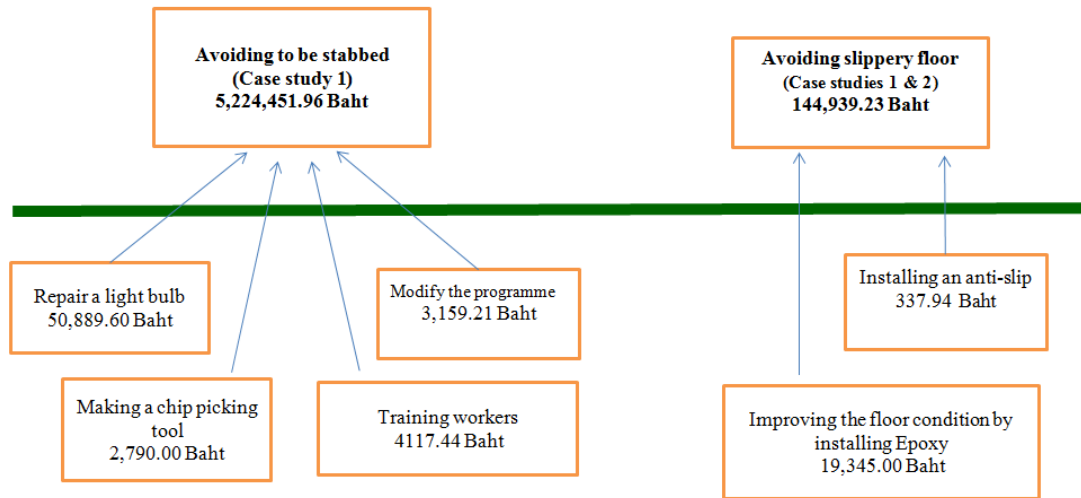 Avoiding to be stabbed
(Case study 1)
5,224,451.96 Baht
Avoiding slippery floor
(Case studies 1 & 2)
144,939.23 Baht
Repair a light bulb
50,889.60 Baht
Modify the programme
3,159.21 Baht
Installing an anti-slip
337.94 Baht
Making a chip picking
tool
2,790.00 Baht
Training workers
4117.44 Baht
Improving the floor condition by
installing Epoxy
19,345.00 Baht